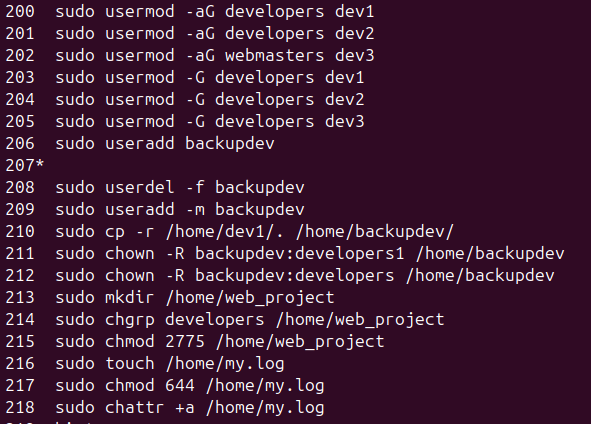 200 sudo usermod -aG developers dev1
201 sudo usermod -aG developers dev2
202 sudo usermod -aG webmasters dev3
203 sudo usermod -G developers dev1
204 sudo usermod -G developers dev2
205 sudo usermod -G developers dev3
206 sudo useradd backupdev
207*
208 sudo userdel -f backupdev
209 sudo useradd -m backupdev
210 sudo cp -r /home/dev1/. /home/backupdev/
211 sudo chown -R backupdev:developers1 /home/backupdev
212 sudo chown -R backupdev:developers /home/backupdev
213 sudo mkdir /home/web_project
214 sudo chgrp developers /home/web_project
215 sudo chmod 2775 /home/web_project
216 sudo touch /home/my.log
217 sudo chmod 644 /home/my.log
218 sudo chattr +a /home/my.log